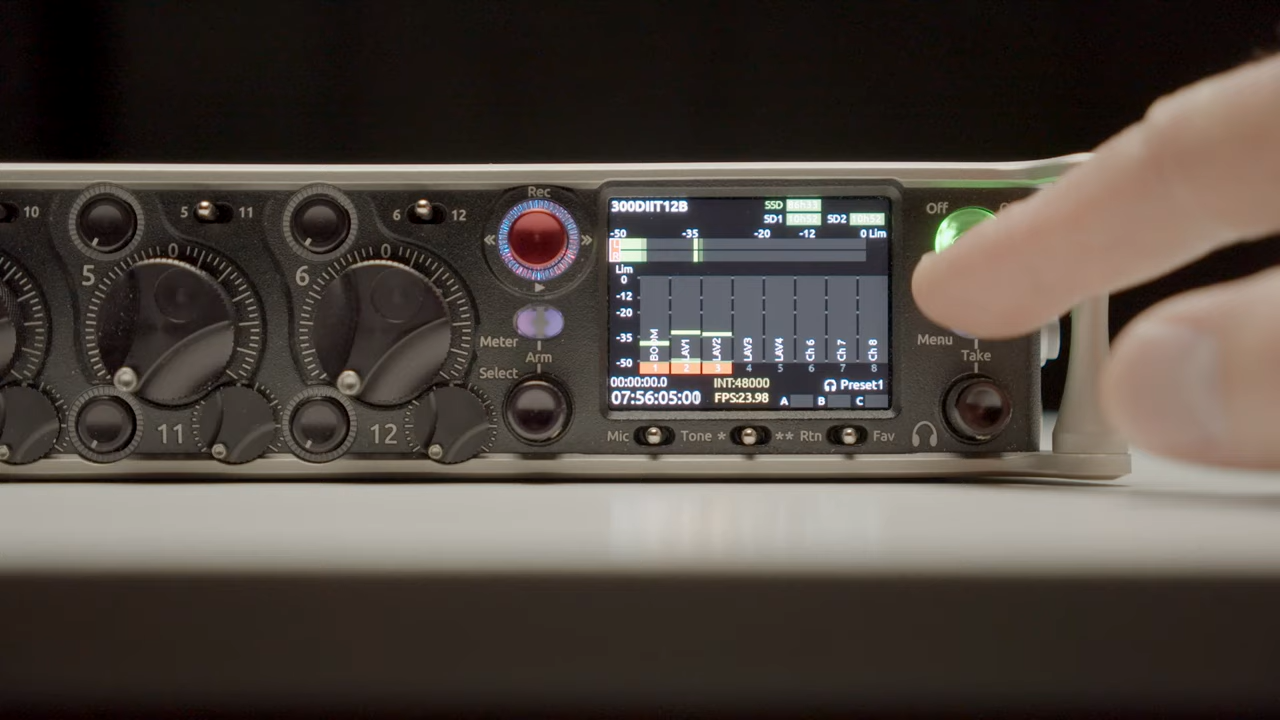 Rec
10 5 11 6 12
5 0 6 0
11 12
« »
Meter
Arm
Select
300DIIT12B
SSD
SD1 10h52 SD2 10h52
-50 -35 -20 -12 0 Lim
Lim
0
-12
-20
-35
-50
BOOM LAV1 LAV2 LAV3 LAV4 Ch 6 Ch 7 Ch 8
1 2 3 4 5 6 7 8
00:00:00.0 INT:48000 Preset1
07:56:05:00 FPS:23.98 A B C
Mic Tone * ** Rtn Fav
Off
Menu
Take